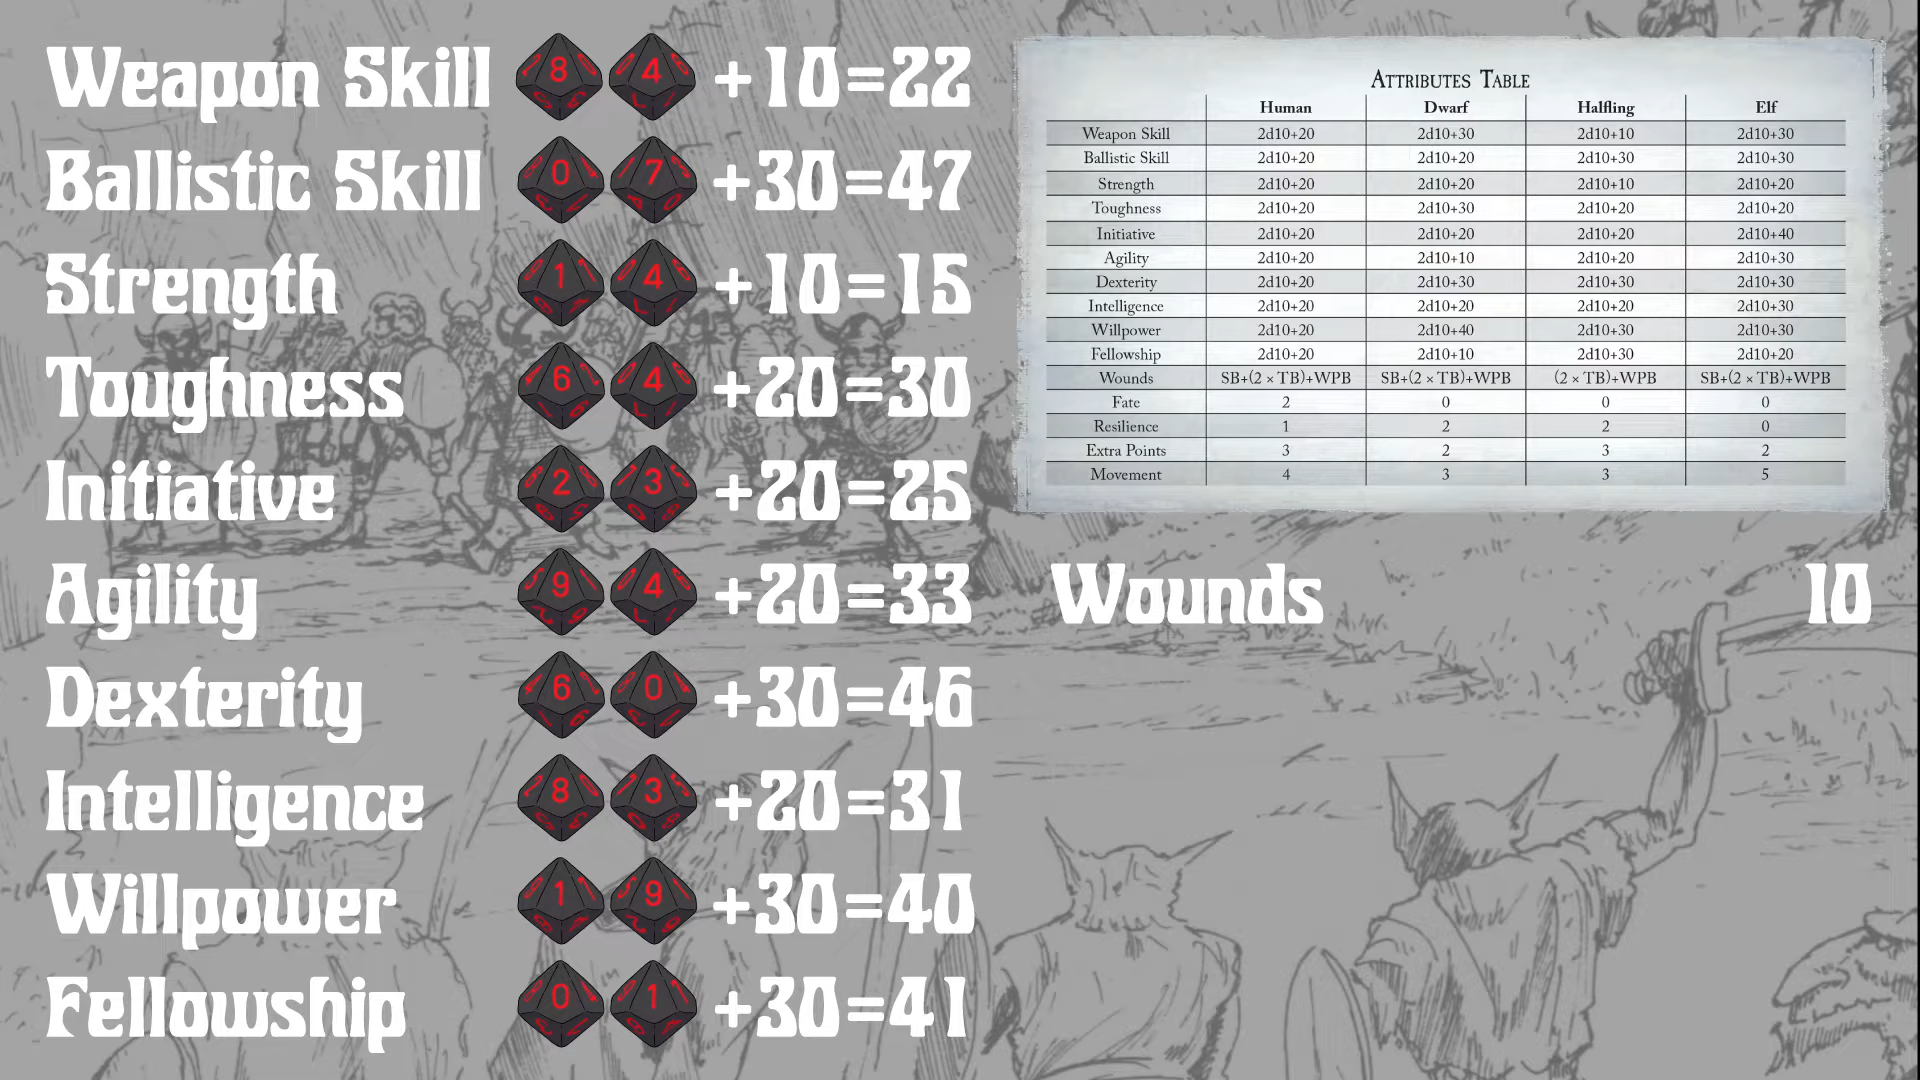 Weapon Skill 8 4 +10=22
Ballistic Skill 0 7 +30=47
Strength 1 4 +10=15
Toughness 6 4 +20=30
Initiative 2 3 +20=25
Agility 9 4 +20=33
Dexterity 6 0 +30=46
Intelligence 8 3 +20=31
Willpower 1 9 +30=40
Fellowship 0 1 +30=41
Attributes Table
Human Dwarf Halfling Elf
Weapon Skill 2d10+20 2d10+30 2d10+10 2d10+30
Ballistic Skill 2d10+20 2d10+20 2d10+30 2d10+30
Strength 2d10+20 2d10+20 2d10+10 2d10+20
Toughness 2d10+20 2d10+30 2d10+20 2d10+20
Initiative 2d10+20 2d10+20 2d10+20 2d10+40
Agility 2d10+20 2d10+10 2d10+20 2d10+30
Dexterity 2d10+20 2d10+30 2d10+30 2d10+30
Intelligence 2d10+20 2d10+20 2d10+20 2d10+30
Willpower 2d10+20 2d10+40 2d10+30 2d10+30
Fellowship 2d10+20 2d10+10 2d10+30 2d10+20
Wounds SB+(2 × TB)+WPB SB+(2 × TB)+WPB (2 × TB)+WPB SB+(2 × TB)+WPB
Fate 2 0 0 0
Resilience 1 2 2 0
Extra Points 3 2 3 2
Movement 4 3 3 5
Wounds 10